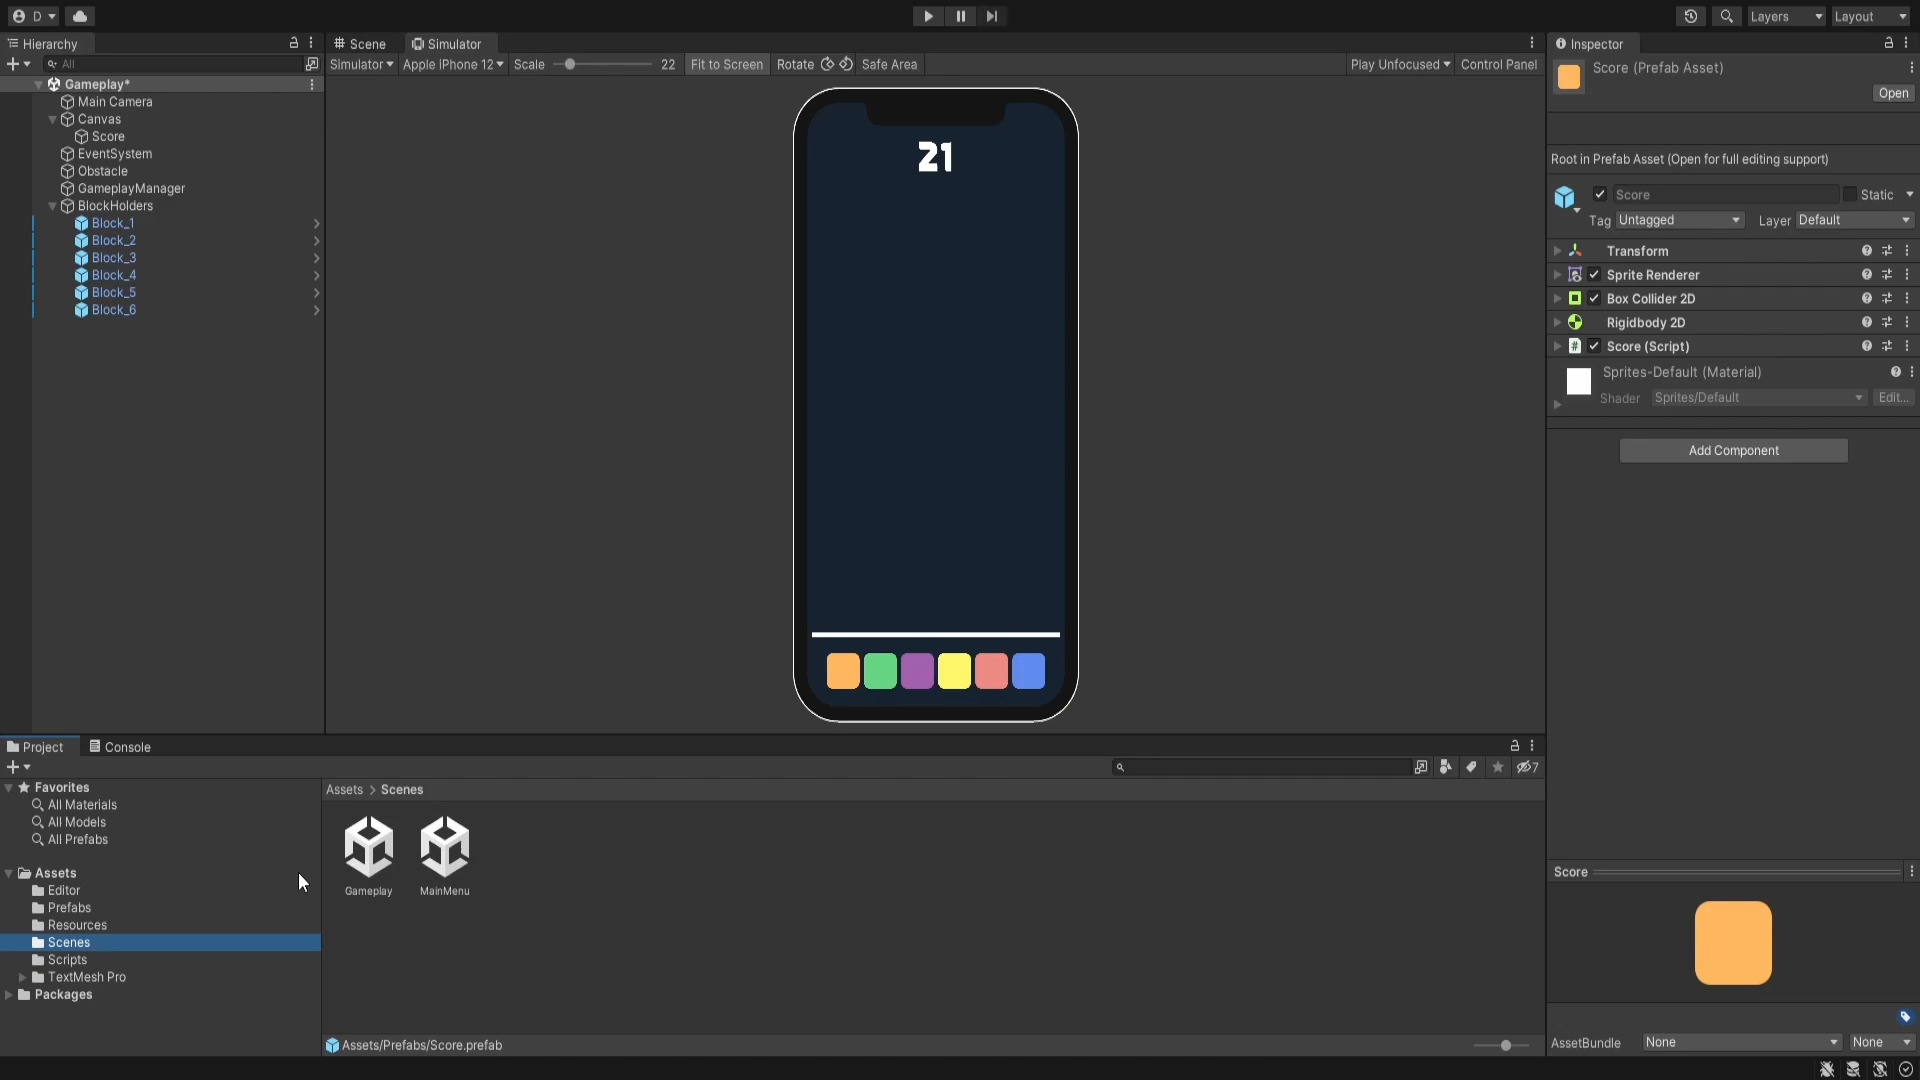 D
Layers
Layout
Hierarchy
All
Gameplay*
Main Camera
Canvas
Score
EventSystem
Obstacle
GameplayManager
BlockHolders
Block_1
Block_2
Block_3
Block_4
Block_5
Block_6
Scene
Simulator
Simulator
Apple iPhone 12
Scale
22
Fit to Screen
Rotate
Safe Area
Play Unfocused
Control Panel
21
Inspector
Score (Prefab Asset)
Open
Root in Prefab Asset (Open for full editing support)
Score
Static
Tag
Untagged
Layer
Default
Transform
Sprite Renderer
Box Collider 2D
Rigidbody 2D
Score (Script)
Sprites-Default (Material)
Shader
Sprites/Default
Edit...
Add Component
Project
Console
7
Favorites
All Materials
All Models
All Prefabs
Assets
Editor
Prefabs
Resources
Scenes
Scripts
TextMesh Pro
Packages
Assets > Scenes
Gameplay
MainMenu
Assets/Prefabs/Score.prefab
Score
AssetBundle
None
None